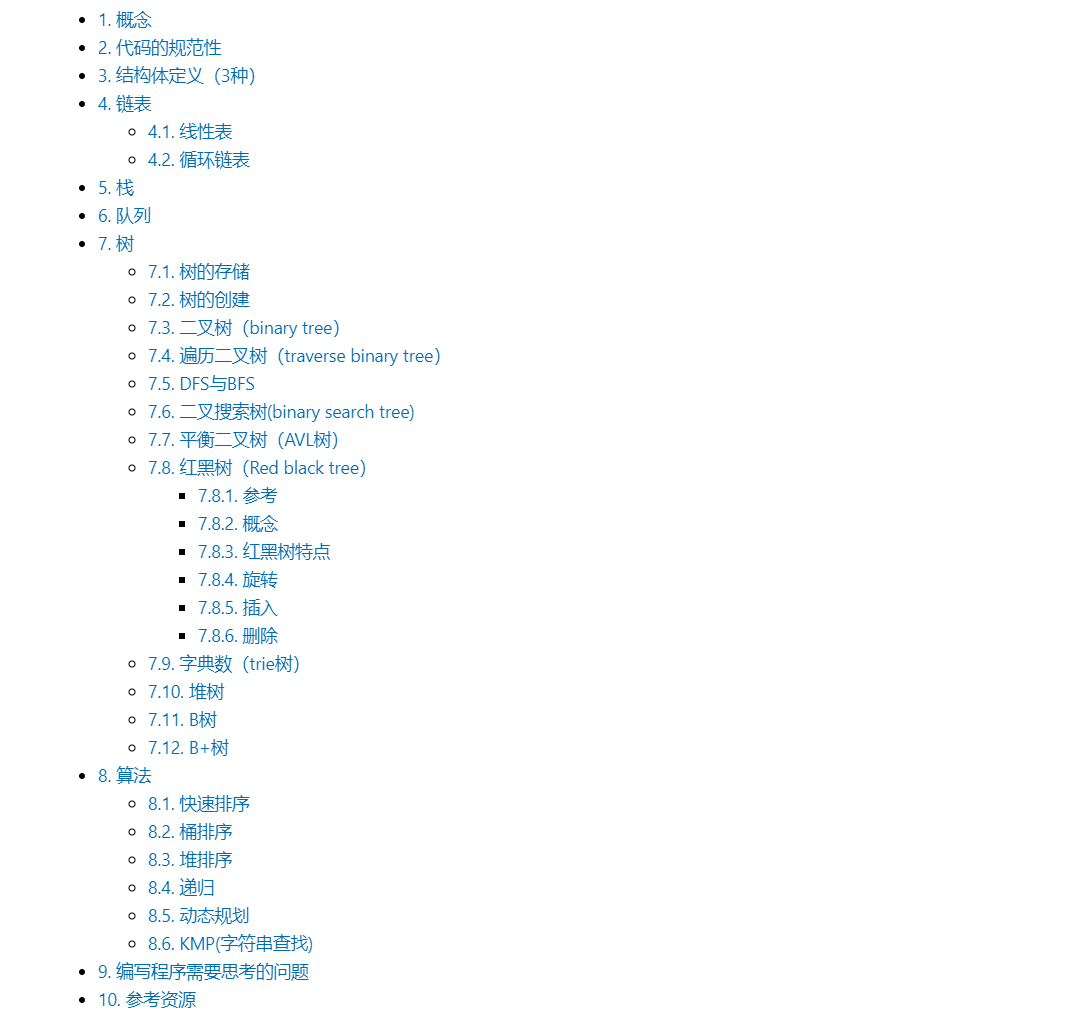 1. 概念
2. 代码的规范性
3. 结构体定义（3种）
4. 链表
4.1. 线性表
4.2. 循环链表
5. 栈
6. 队列
7. 树
7.1. 树的存储
7.2. 树的创建
7.3. 二叉树（binary tree）
7.4. 遍历二叉树（traverse binary tree）
7.5. DFS与BFS
7.6. 二叉搜索树(binary search tree)
7.7. 平衡二叉树（AVL树）
7.8. 红黑树（Red black tree）
7.8.1. 参考
7.8.2. 概念
7.8.3. 红黑树特点
7.8.4. 旋转
7.8.5. 插入
7.8.6. 删除
7.9. 字典数（trie树）
7.10. 堆树
7.11. B树
7.12. B+树
8. 算法
8.1. 快速排序
8.2. 桶排序
8.3. 堆排序
8.4. 递归
8.5. 动态规划
8.6. KMP(字符串查找)
9. 编写程序需要思考的问题
10. 参考资源